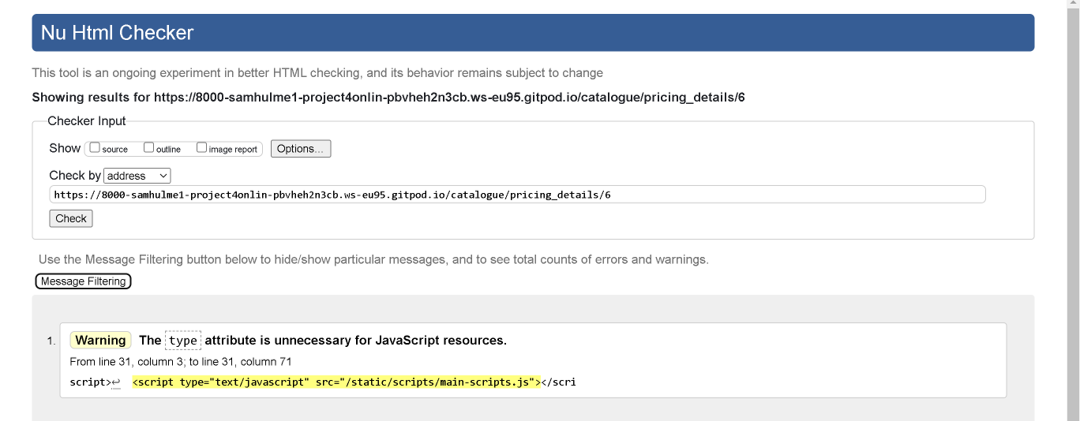 Nu Html Checker
This tool is an ongoing experiment in better HTML checking, and its behavior remains subject to change
Showing results for https://8000-samhulme1-project4onlin-pbvheh2n3cb.ws-eu95.gitpod.io/catalogue/pricing_details/6
Checker Input
Show source outline image report Options...
Check by address
https://8000-samhulme1-project4onlin-pbvheh2n3cb.ws-eu95.gitpod.io/catalogue/pricing_details/6
Check
Use the Message Filtering button below to hide/show particular messages, and to see total counts of errors and warnings.
Message Filtering
1. Warning The type attribute is unnecessary for JavaScript resources.
From line 31, column 3; to line 31, column 71
script>↩ <script type="text/javascript" src="/static/scripts/main-scripts.js"></scri